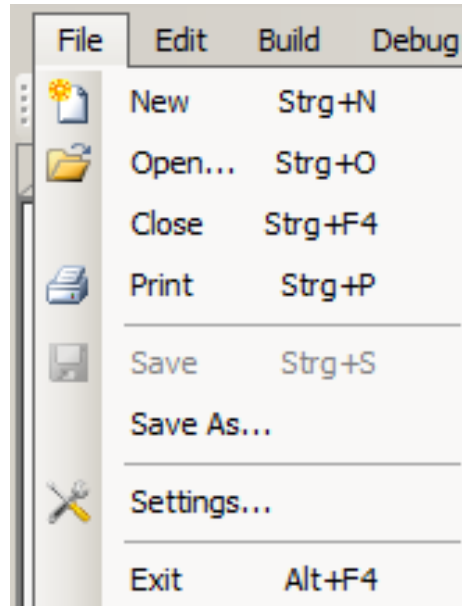 File Edit Build Debug
New Strg+N
Open... Strg+O
Close Strg+F4
Print Strg+P
Save Strg+S
Save As...
Settings...
Exit Alt+F4